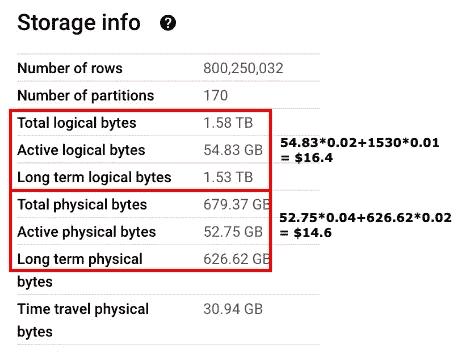 Storage info ?
Number of rows 800,250,032
Number of partitions 170
Total logical bytes 1.58 TB
Active logical bytes 54.83 GB
54.83*0.02+1530*0.01
= $16.4
Long term logical bytes 1.53 TB
Total physical bytes 679.37 GB
52.75*0.04+626.62*0.02
= $14.6
Active physical bytes 52.75 GB
Long term physical 626.62 GB
bytes
Time travel physical 30.94 GB
bytes